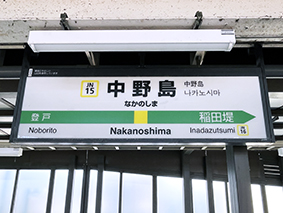 JN
15
中野島
なかのしま
中野島
나카노시마
登戸
稲田堤
Noborito
Nakanoshima
Inadazutsumi